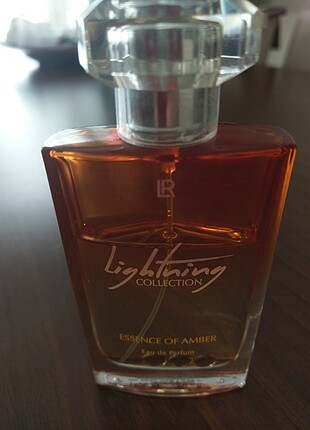 LR
Lightning
COLLECTION
ESSENCE OF AMBER
Eau de Parfum